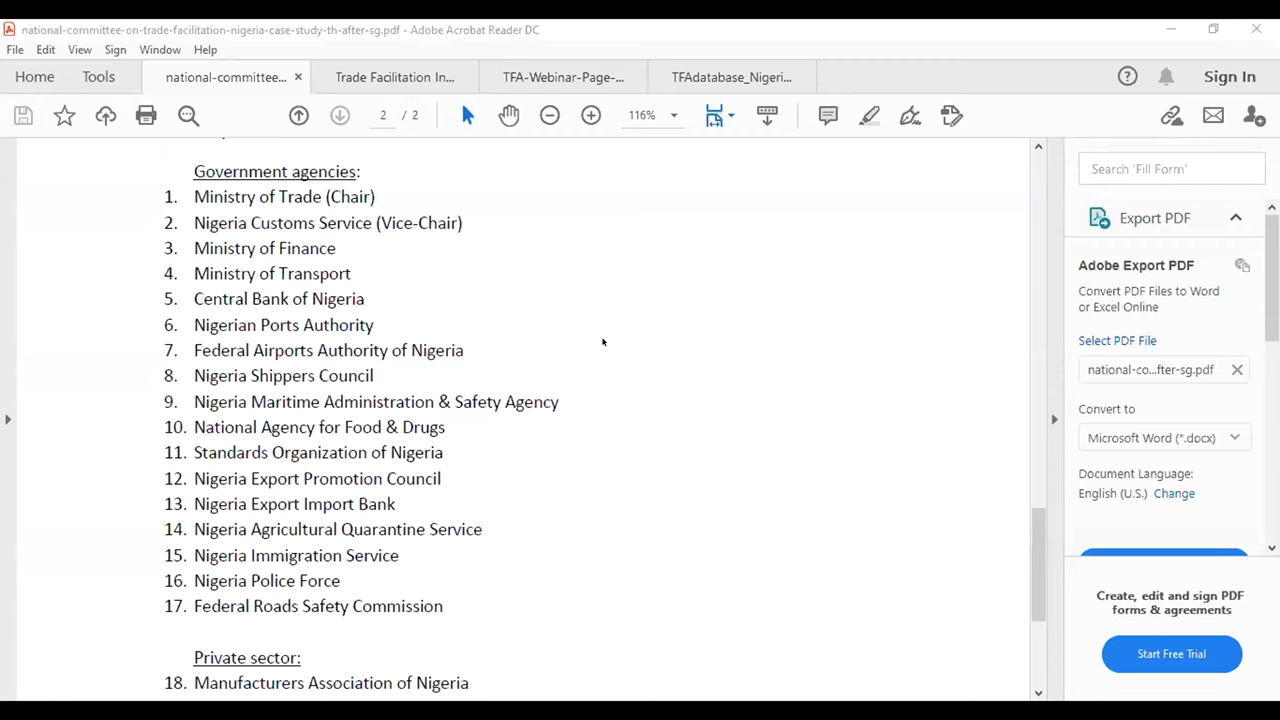 national-committee-on-trade-facilitation-nigeria-case-study-th-after-sg.pdf - Adobe Acrobat Reader DC
File Edit View Sign Window Help
Home Tools national-committee... × Trade Facilitation In... TFA-Webinar-Page-... TFAdatabase_Nigeri... Sign In
2 / 2 116%
Government agencies:
1. Ministry of Trade (Chair)
2. Nigeria Customs Service (Vice-Chair)
3. Ministry of Finance
4. Ministry of Transport
5. Central Bank of Nigeria
6. Nigerian Ports Authority
7. Federal Airports Authority of Nigeria
8. Nigeria Shippers Council
9. Nigeria Maritime Administration & Safety Agency
10. National Agency for Food & Drugs
11. Standards Organization of Nigeria
12. Nigeria Export Promotion Council
13. Nigeria Export Import Bank
14. Nigeria Agricultural Quarantine Service
15. Nigeria Immigration Service
16. Nigeria Police Force
17. Federal Roads Safety Commission
Private sector:
18. Manufacturers Association of Nigeria
Search 'Fill Form'
Export PDF
Adobe Export PDF
Convert PDF Files to Word
or Excel Online
Select PDF File
national-co...fter-sg.pdf
Convert to
Microsoft Word (*.docx)
Document Language:
English (U.S.) Change
Create, edit and sign PDF
forms & agreements
Start Free Trial